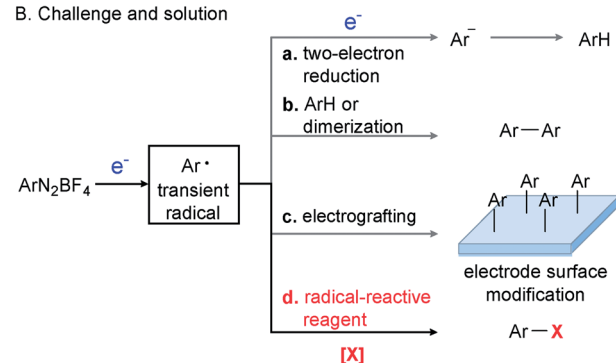 B. Challenge and solution
e⁻
Ar⁻
ArH
a. two-electron
reduction
b. ArH or
dimerization
Ar—Ar
ArN₂BF₄
e⁻
Ar•
transient
radical
Ar
Ar
Ar
Ar
c. electrografting
electrode surface
modification
d. radical-reactive
reagent
Ar—X
[X]